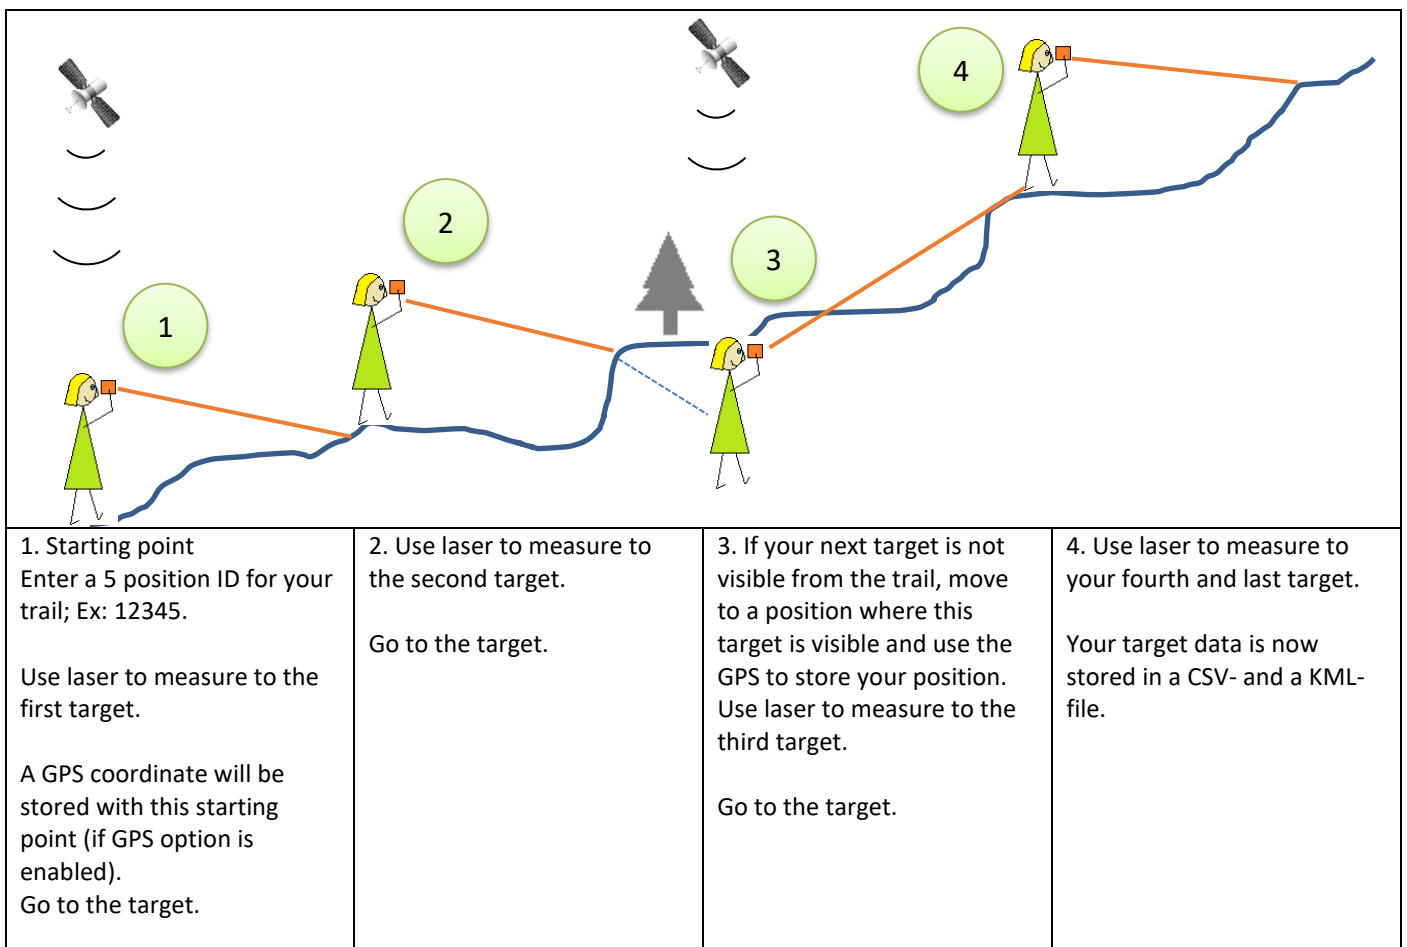 1
2
3
4
1. Starting point
Enter a 5 position ID for your
trail; Ex: 12345.
Use laser to measure to the
first target.
A GPS coordinate will be
stored with this starting
point (if GPS option is
enabled).
Go to the target.
2. Use laser to measure to
the second target.
Go to the target.
3. If your next target is not
visible from the trail, move
to a position where this
target is visible and use the
GPS to store your position.
Use laser to measure to the
third target.
Go to the target.
4. Use laser to measure to
your fourth and last target.
Your target data is now
stored in a CSV- and a KML-
file.